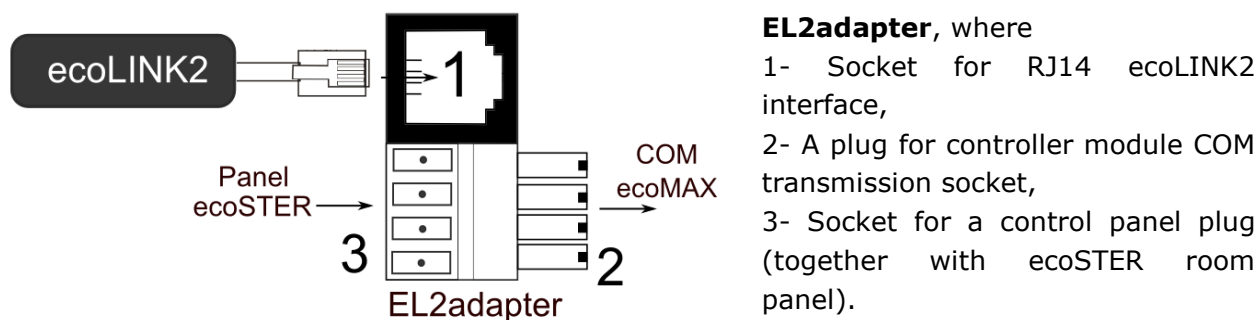 ecoLINK2
1
Panel
ecoSTER
3
COM
ecoMAX
2
EL2adapter
EL2adapter, where
1- Socket for RJ14 ecoLINK2
interface,
2- A plug for controller module COM
transmission socket,
3- Socket for a control panel plug
(together with ecoSTER room
panel).